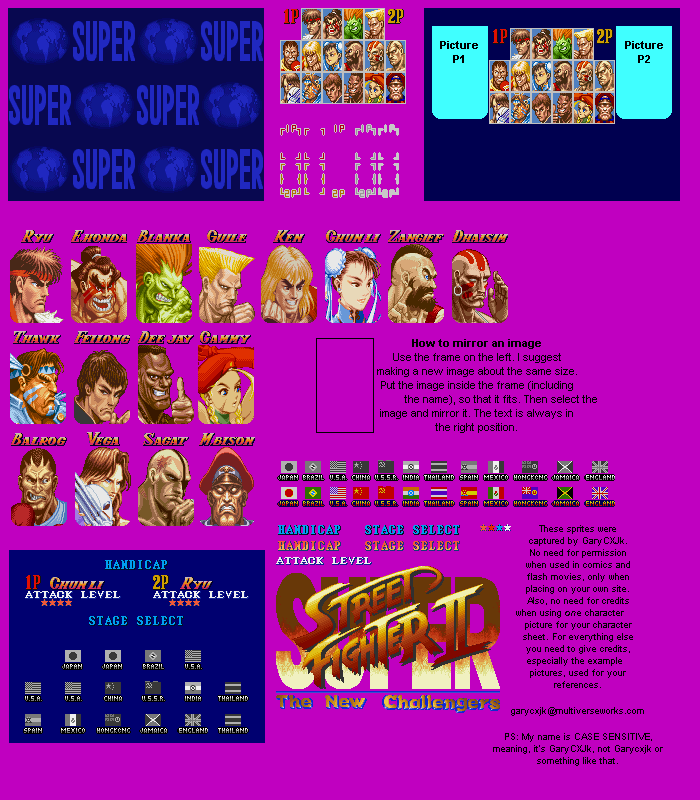 SUPER SUPER
SUPER SUPER
SUPER SUPER
1P 2P
1P 2P
Picture
P1
Picture
P2
RYU E.HONDA BLANKA GUILE KEN CHUN LI ZANGIEF DHALSIM
T.HAWK FEI LONG DEE JAY CAMMY
BALROG VEGA SAGAT M.BISON
How to mirror an image
Use the frame on the left. I suggest
making a new image about the same size.
Put the image inside the frame (including
the name), so that it fits. Then select the
image and mirror it. The text is always in
the right position.
JAPAN BRAZIL U.S.A. CHINA U.S.S.R. INDIA THAILAND SPAIN MEXICO HONGKONG JAMAICA ENGLAND
JAPAN BRAZIL U.S.A. CHINA U.S.S.R. INDIA THAILAND SPAIN MEXICO HONGKONG JAMAICA ENGLAND
HANDICAP STAGE SELECT
HANDICAP STAGE SELECT
ATTACK LEVEL
SUPER
STREET
FIGHTER II
The New Challengers
HANDICAP
1P CHUN LI 2P RYU
ATTACK LEVEL ATTACK LEVEL
STAGE SELECT
JAPAN JAPAN BRAZIL U.S.A.
U.S.A. U.S.A. CHINA U.S.S.R. INDIA THAILAND
SPAIN MEXICO HONGKONG JAMAICA ENGLAND THAILAND
These sprites were
captured by GaryCXJk.
No need for permission
when used in comics and
flash movies, only when
placing on your own site.
Also, no need for credits
when using one character
picture for your character
sheet. For everything else
you need to give credits,
especially the example
pictures, used for your
references.
garycxjk@multiverseworks.com
PS: My name is CASE SENSITIVE,
meaning, it's GaryCXJk, not Garycxjk or
something like that.